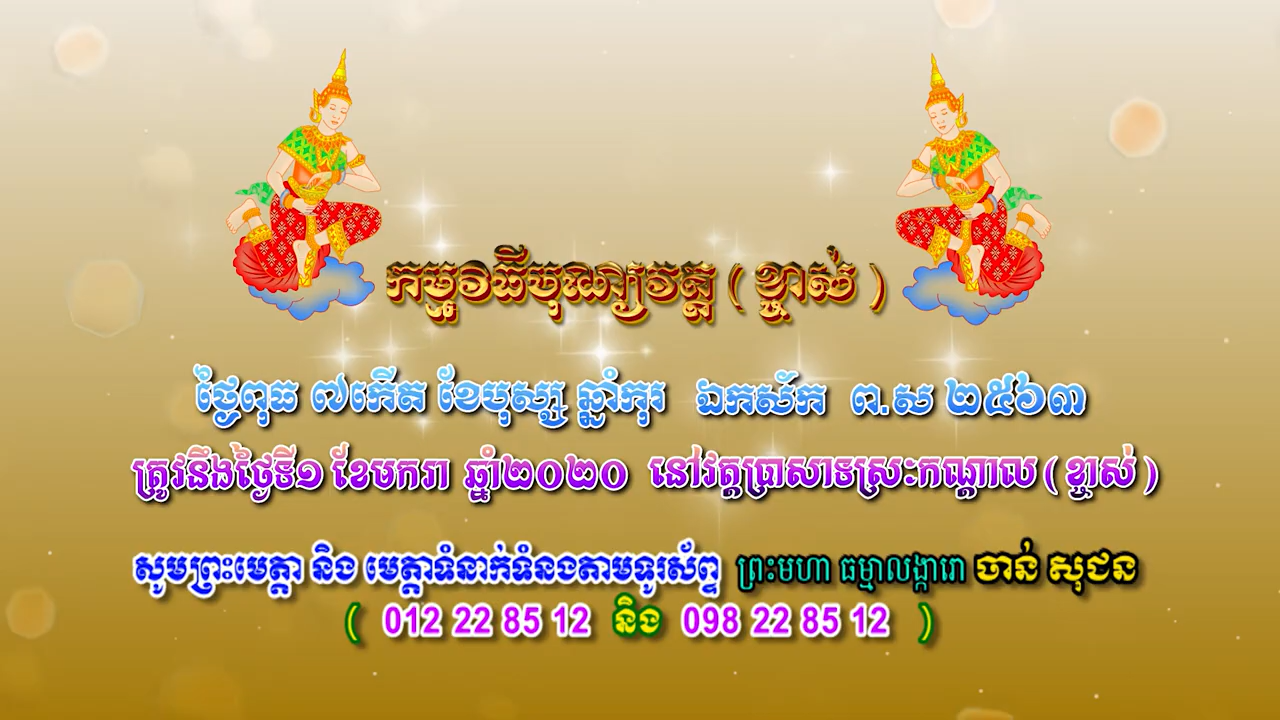 កម្មវិធីបុណ្យវត្ត ( ខ្ចាស់ )
ថ្ងៃពុធ ៧កើត ខែបុស្ស ឆ្នាំកុរ ឯកស័ក ព.ស ២៥៦៣
ត្រូវនឹងថ្ងៃទី១ ខែមករា ឆ្នាំ២០២០ នៅវត្តប្រាសាទស្រះកណ្តាល ( ខ្ចាស់ )
សូមព្រះមេត្តា និង មេត្តាទំនាក់ទំនងតាមទូរស័ព្ទ ព្រះមហា ធម្មាលង្ការោ ចាន់ សុជន
( 012 22 85 12 និង 098 22 85 12 )